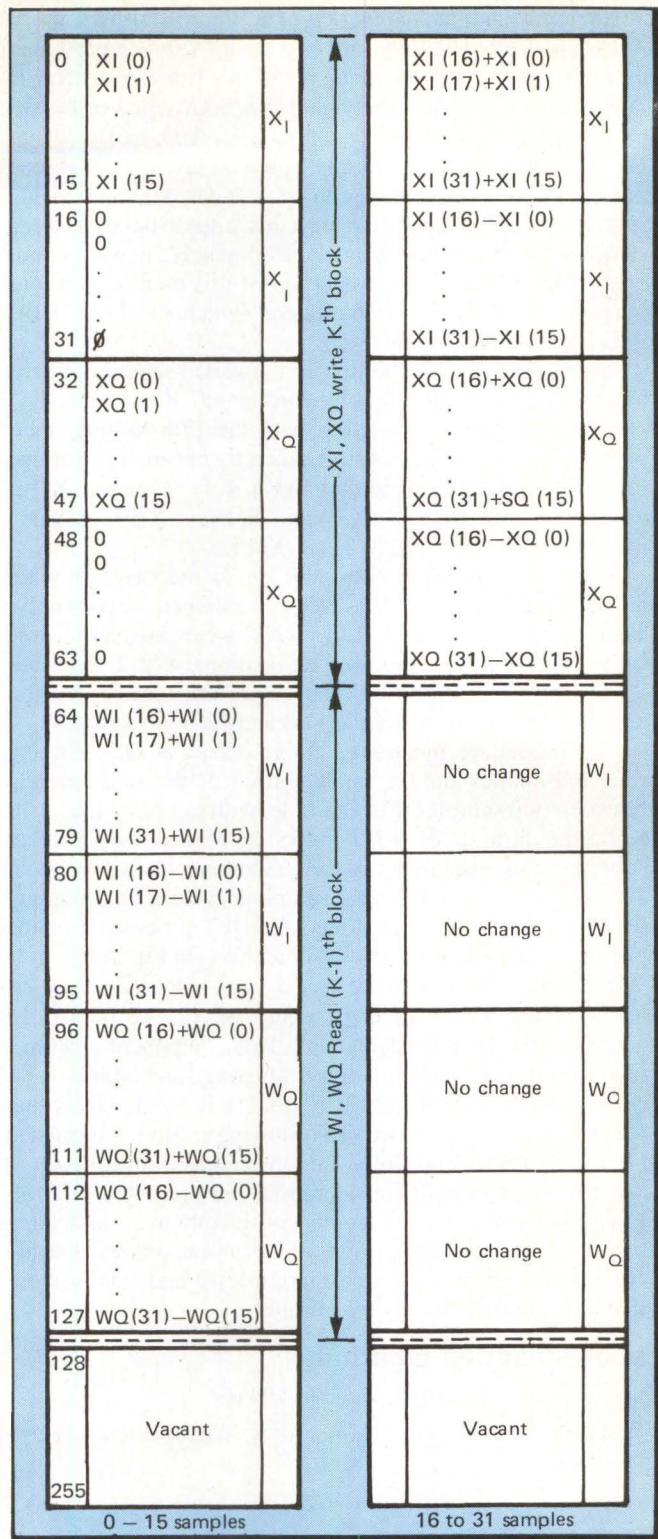 0 XI (0)
XI (1)
X_I
15 XI (15)
16 0
0
X_I
31 ∅
32 XQ (0)
XQ (1)
X_Q
47 XQ (15)
48 0
0
X_Q
63 0
64 WI (16)+WI (0)
WI (17)+WI (1)
W_I
79 WI (31)+WI (15)
80 WI (16)−WI (0)
WI (17)−WI (1)
W_I
95 WI (31)−WI (15)
96 WQ (16)+WQ (0)
W_Q
111 WQ (31)+WQ (15)
112 WQ (16)−WQ (0)
W_Q
127 WQ (31)−WQ (15)
128
Vacant
255
0 − 15 samples
XI, XQ write K^th block
WI, WQ Read (K-1)^th block
XI (16)+XI (0)
XI (17)+XI (1)
X_I
XI (31)+XI (15)
XI (16)−XI (0)
X_I
XI (31)−XI (15)
XQ (16)+XQ (0)
X_Q
XQ (31)+SQ (15)
XQ (16)−XQ (0)
X_Q
XQ (31)−XQ (15)
No change W_I
No change W_I
No change W_Q
No change W_Q
Vacant
16 to 31 samples